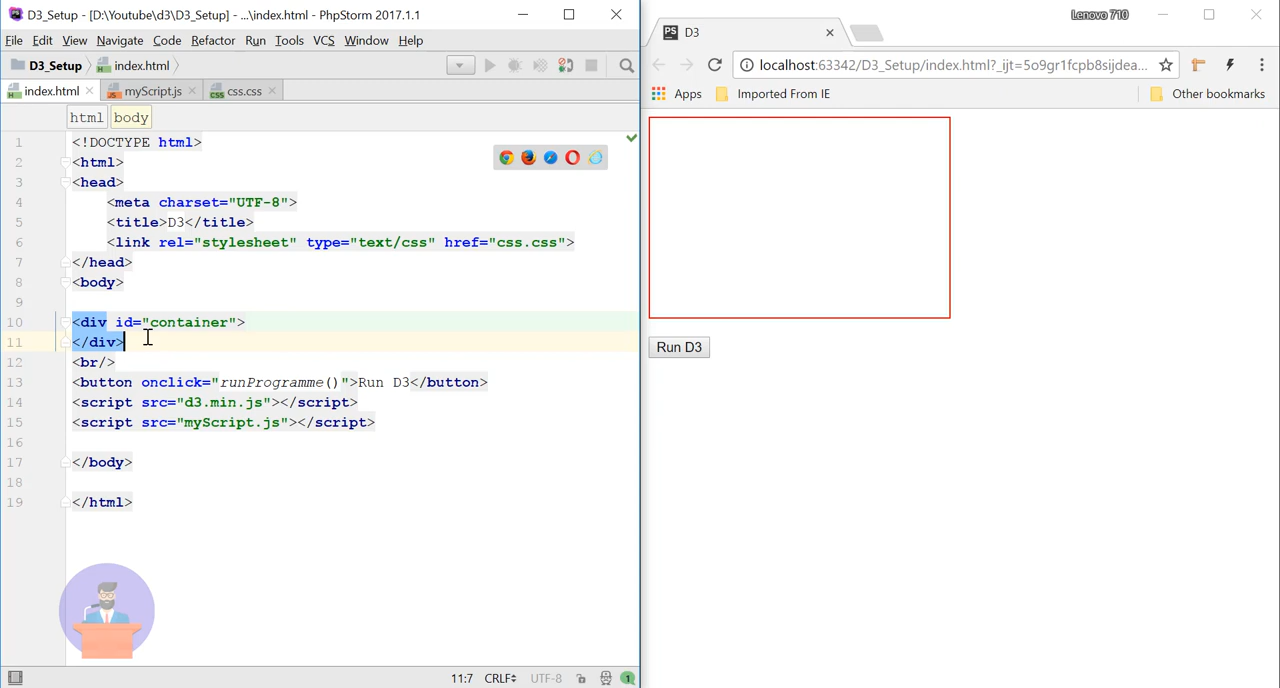 D3_Setup - [D:\Youtube\d3\D3_Setup] - ...\index.html - PhpStorm 2017.1.1
File Edit View Navigate Code Refactor Run Tools VCS Window Help
D3_Setup index.html
index.html myScript.js css.css
html body
1 <!DOCTYPE html>
2 <html>
3 <head>
4 <meta charset="UTF-8">
5 <title>D3</title>
6 <link rel="stylesheet" type="text/css" href="css.css">
7 </head>
8 <body>
9
10 <div id="container">
11 </div>
12 <br/>
13 <button onclick="runProgramme()">Run D3</button>
14 <script src="d3.min.js"></script>
15 <script src="myScript.js"></script>
16
17 </body>
18
19 </html>
11:7 CRLF UTF-8 1
Lenovo 710
PS D3
localhost:63342/D3_Setup/index.html?_ijt=5o9gr1fcpb8sijdea...
Apps Imported From IE Other bookmarks
Run D3